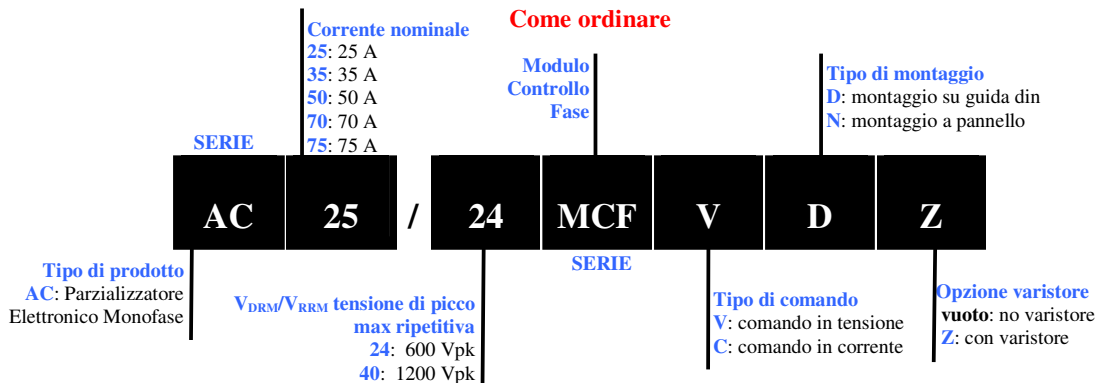 Come ordinare
Corrente nominale
25: 25 A
35: 35 A
50: 50 A
70: 70 A
75: 75 A
Modulo
Controllo
Fase
Tipo di montaggio
D: montaggio su guida din
N: montaggio a pannello
SERIE
AC 25 / 24 MCF V D Z
SERIE
Tipo di prodotto
AC: Parzializzatore
Elettronico Monofase
VDRM/VRRM tensione di picco
max ripetitiva
24: 600 Vpk
40: 1200 Vpk
Tipo di comando
V: comando in tensione
C: comando in corrente
Opzione varistore
vuoto: no varistore
Z: con varistore